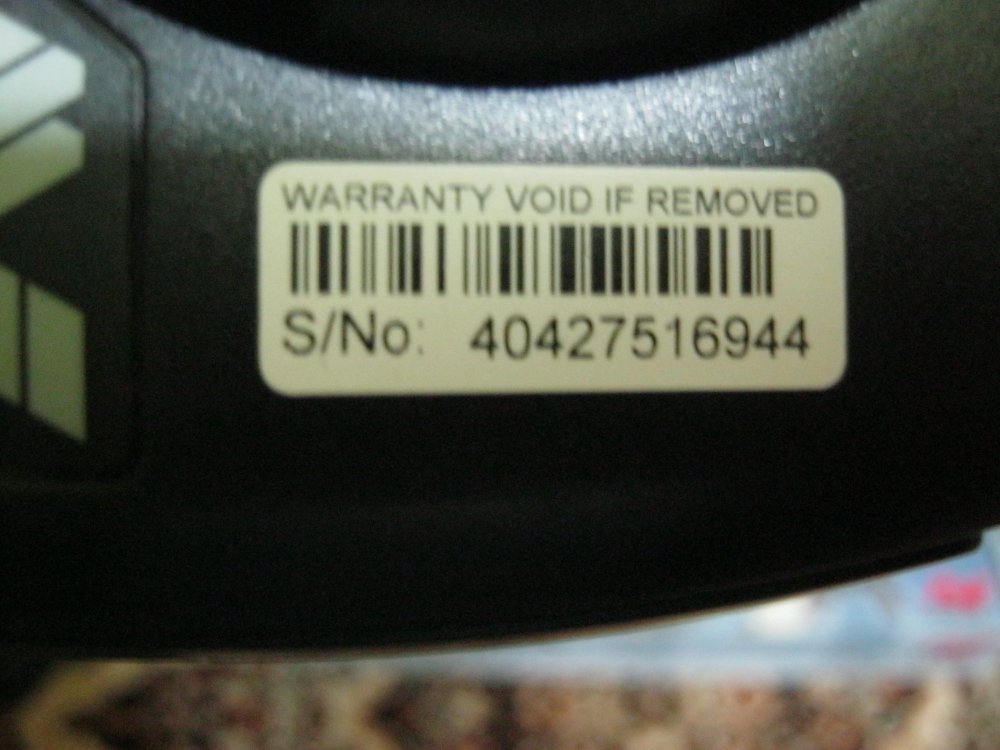 WARRANTY VOID IF REMOVED
S/No: 40427516944